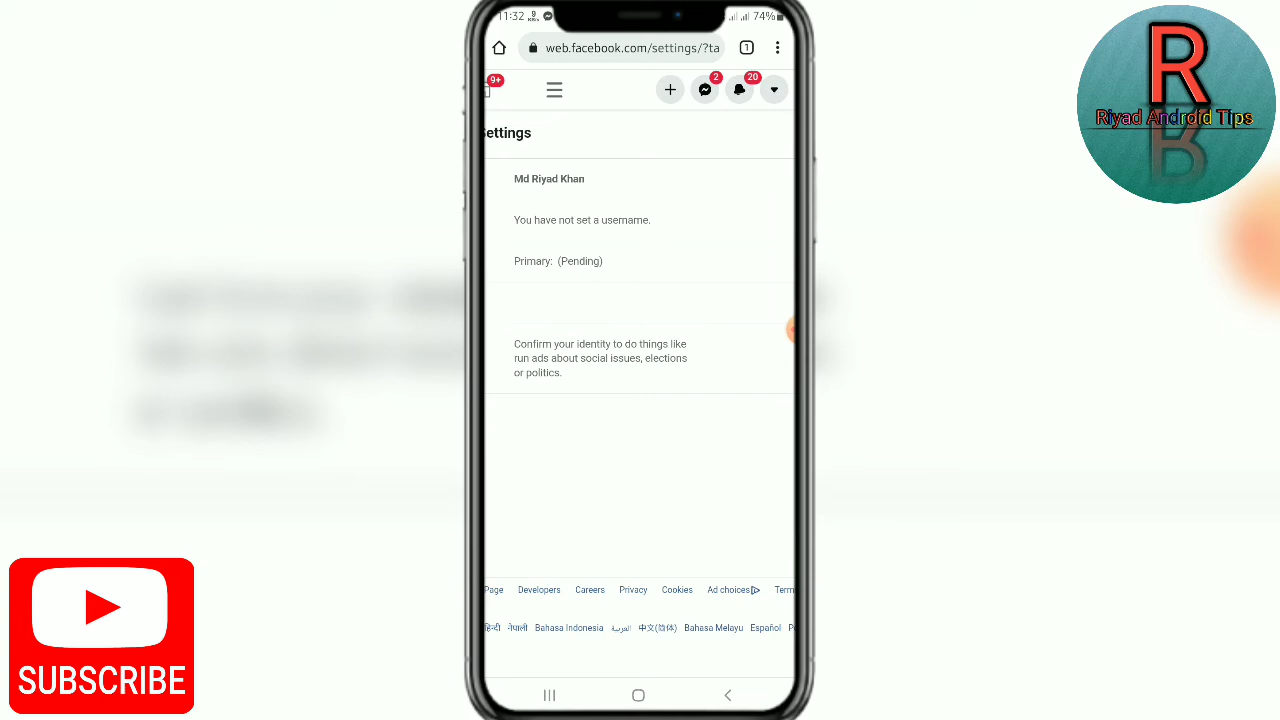 11:32
74%
web.facebook.com/settings/?ta
1
9+
2
20
Settings
Md Riyad Khan
You have not set a username.
Primary: (Pending)
Confirm your identity to do things like
run ads about social issues, elections
or politics.
Page Developers Careers Privacy Cookies Ad choices Term
हिन्दी नेपाली Bahasa Indonesia العربية 中文(简体) Bahasa Melayu Español
R
Riyad Android Tips
SUBSCRIBE